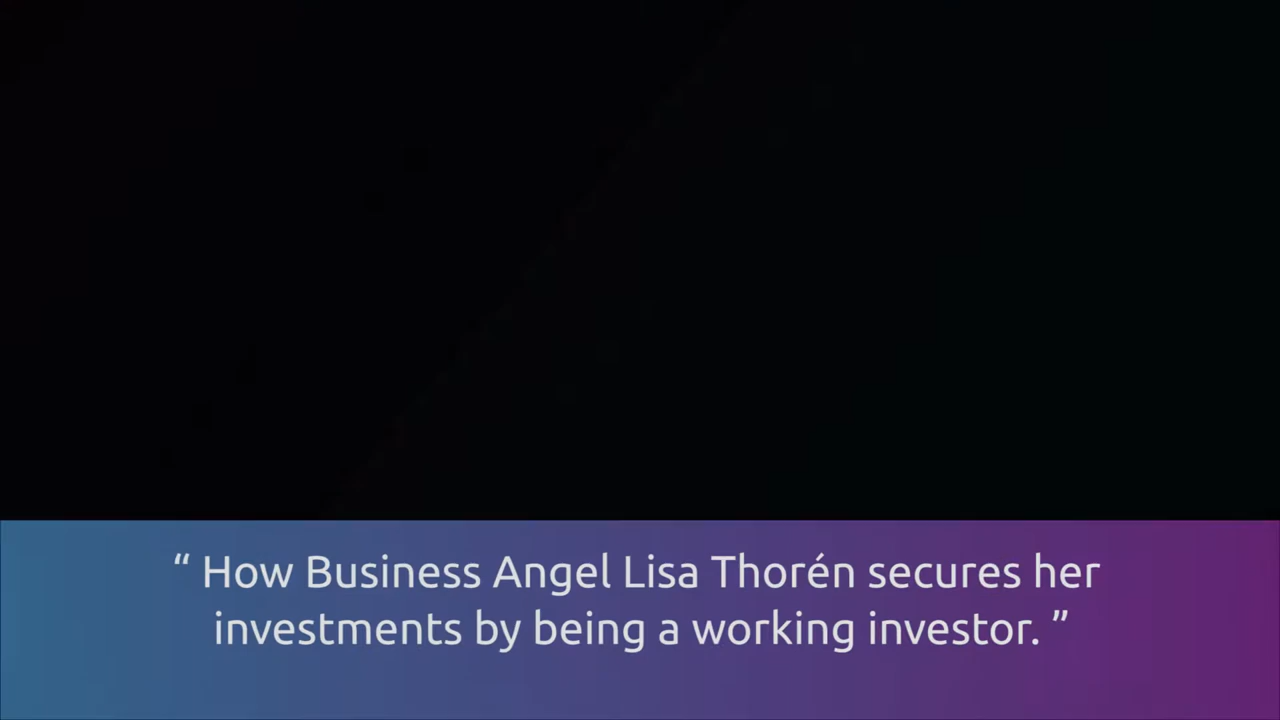 “ How Business Angel Lisa Thorén secures her
investments by being a working investor. ”